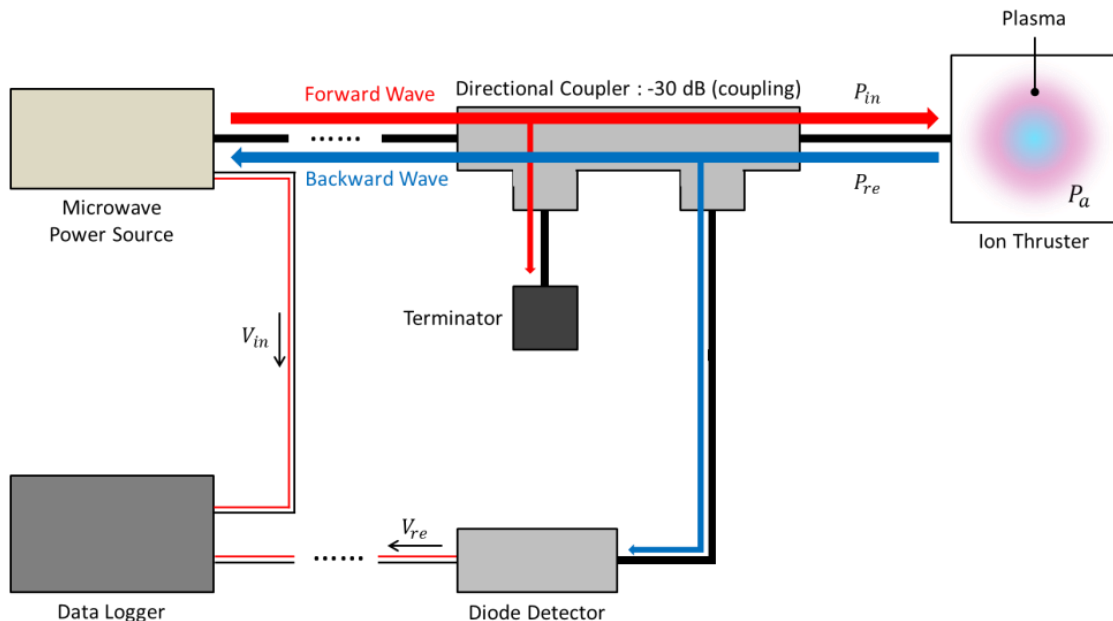 Plasma
Forward Wave
Directional Coupler : -30 dB (coupling)
P_in
......
Backward Wave
P_re
P_a
Microwave
Power Source
Ion Thruster
Terminator
V_in
V_re
......
Data Logger
Diode Detector